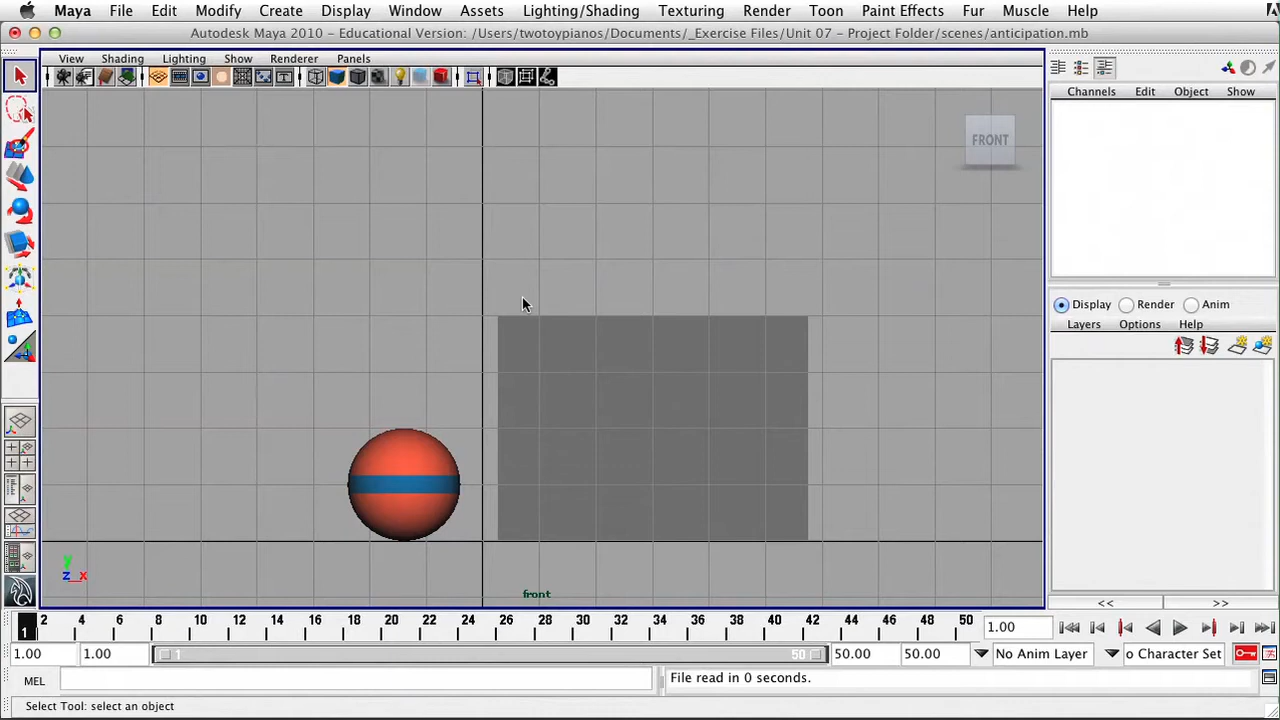 Maya File Edit Modify Create Display Window Assets Lighting/Shading Texturing Render Toon Paint Effects Fur Muscle Help
Autodesk Maya 2010 - Educational Version: /Users/twotoypianos/Documents/_Exercise Files/Unit 07 - Project Folder/scenes/anticipation.mb
View Shading Lighting Show Renderer Panels
Channels Edit Object Show
FRONT
Display Render Anim
Layers Options Help
y
z x
front
<< >>
2 4 6 8 10 12 14 16 18 20 22 24 26 28 30 32 34 36 38 40 42 44 46 48 50
1
1.00
1.00 1.00 1 50 50.00 50.00 No Anim Layer o Character Set
MEL
File read in 0 seconds.
Select Tool: select an object